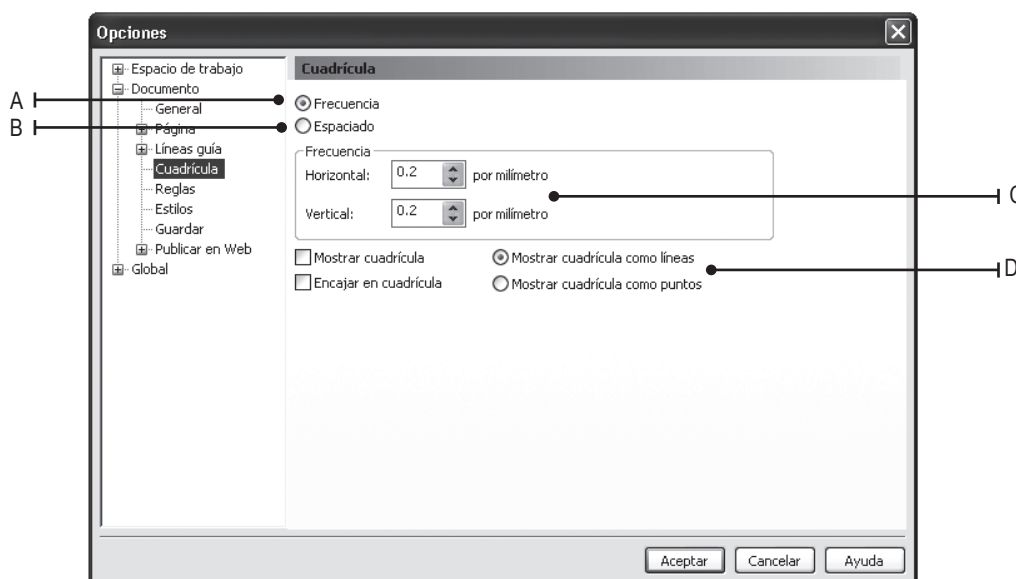 Opciones
Espacio de trabajo
Documento
General
Página
Líneas guía
Cuadrícula
Reglas
Estilos
Guardar
Publicar en Web
Global
Cuadrícula
A
Frecuencia
B
Espaciado
Frecuencia
Horizontal: 0.2 por milímetro
C
Vertical: 0.2 por milímetro
Mostrar cuadrícula
Mostrar cuadrícula como líneas
D
Encajar en cuadrícula
Mostrar cuadrícula como puntos
Aceptar
Cancelar
Ayuda